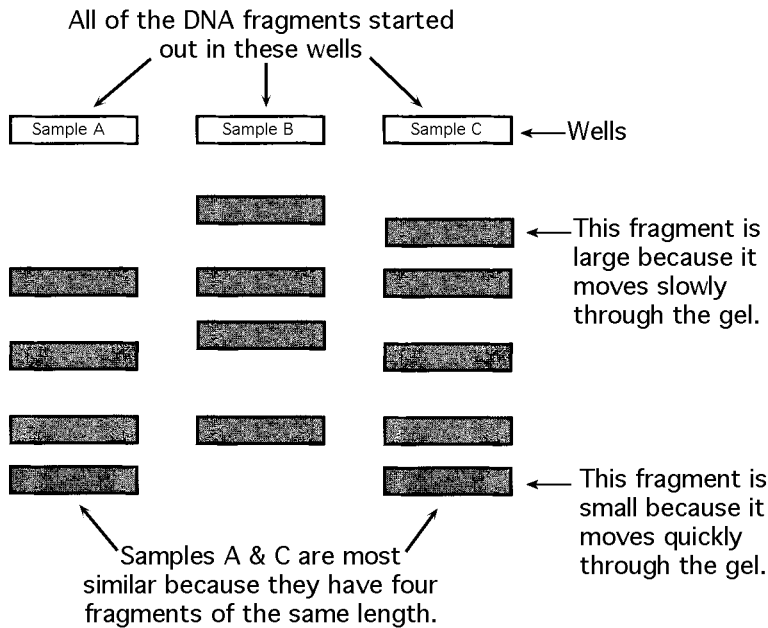 All of the DNA fragments started
out in these wells
Sample A
Sample B
Sample C
Wells
This fragment is
large because it
moves slowly
through the gel.
This fragment is
small because it
moves quickly
through the gel.
Samples A & C are most
similar because they have four
fragments of the same length.